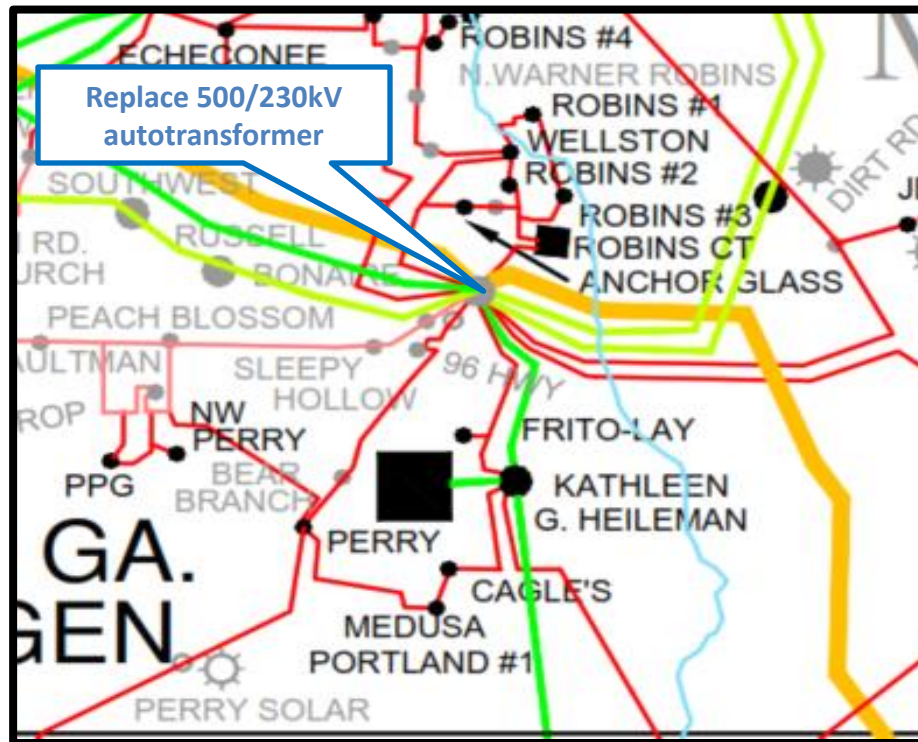 ECHECONEE
ROBINS #4
N.WARNER ROBINS
Replace 500/230kV
autotransformer
ROBINS #1
WELLSTON
ROBINS #2
DIRT RD
SOUTHWEST
ROBINS #3
RUSSELL
ROBINS CT
RD.
BONAIRE
ANCHOR GLASS
PEACH BLOSSOM
SLEEPY
HOLLOW
96 HWY
NW
PERRY
FRITO-LAY
PPG
BEAR
BRANCH
KATHLEEN
G. HEILEMAN
GA.
PERRY
CAGLE'S
GEN
MEDUSA
PORTLAND #1
PERRY SOLAR